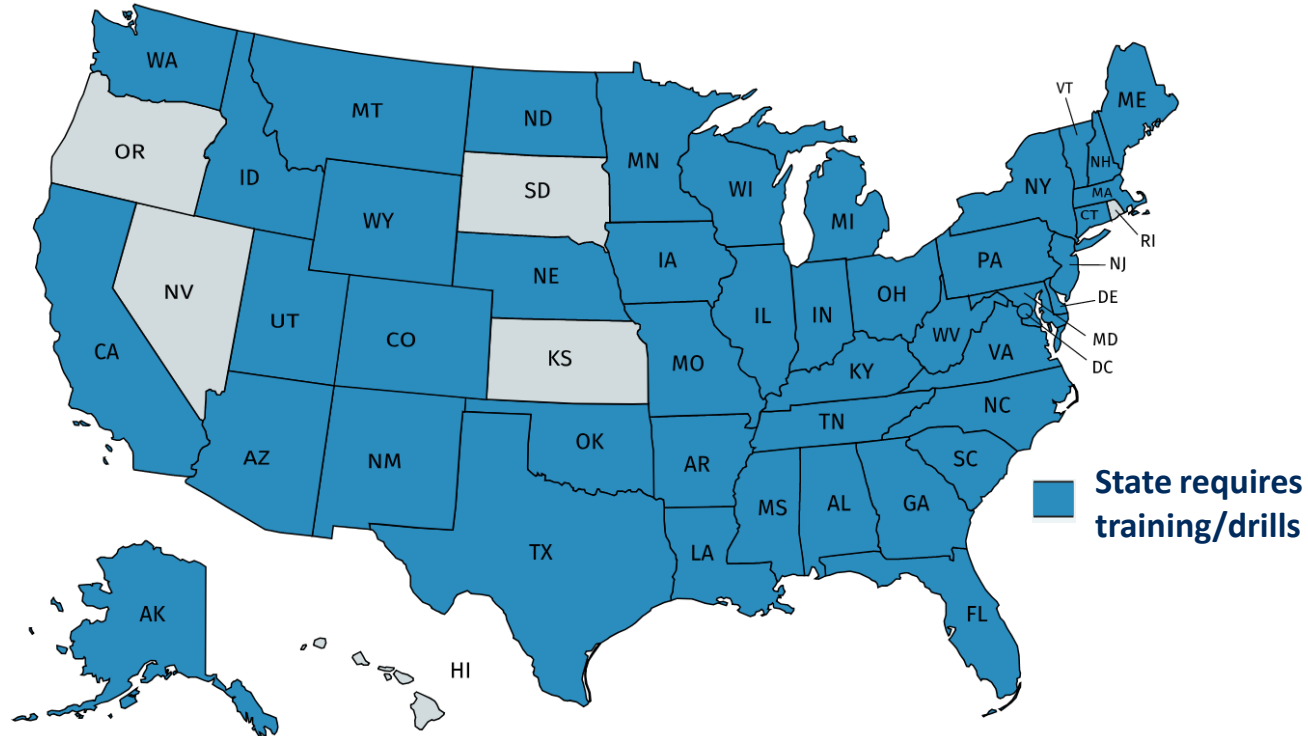 WA
MT
ND
MN
VT
ME
OR
ID
SD
WI
NH
NY
MA
WY
MI
CT
RI
IA
PA
NJ
NE
NV
OH
DE
UT
IL
IN
CA
CO
WV
MD
KS
MO
VA
DC
KY
NC
TN
OK
AZ
NM
AR
SC
State requires
training/drills
MS
AL
GA
TX
LA
AK
FL
HI